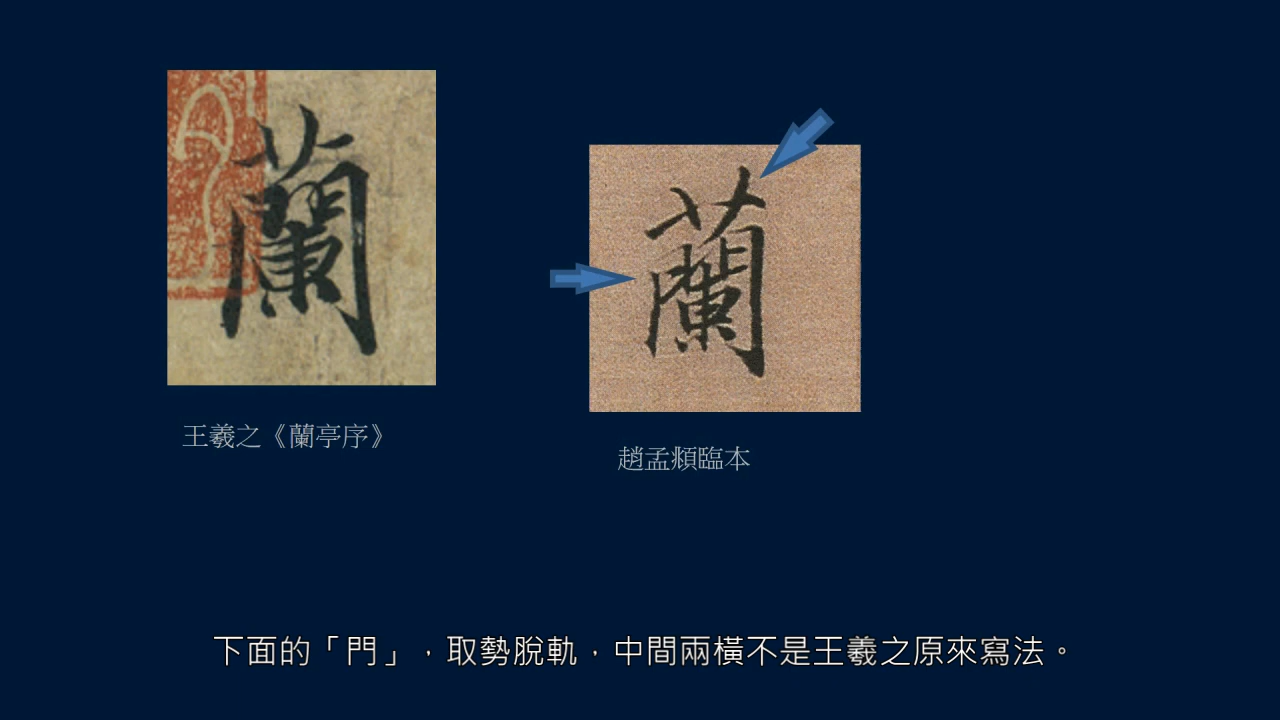 蘭
蘭
王羲之《蘭亭序》
趙孟頫臨本
下面的「門」，取勢脫軌，中間兩橫不是王羲之原來寫法。